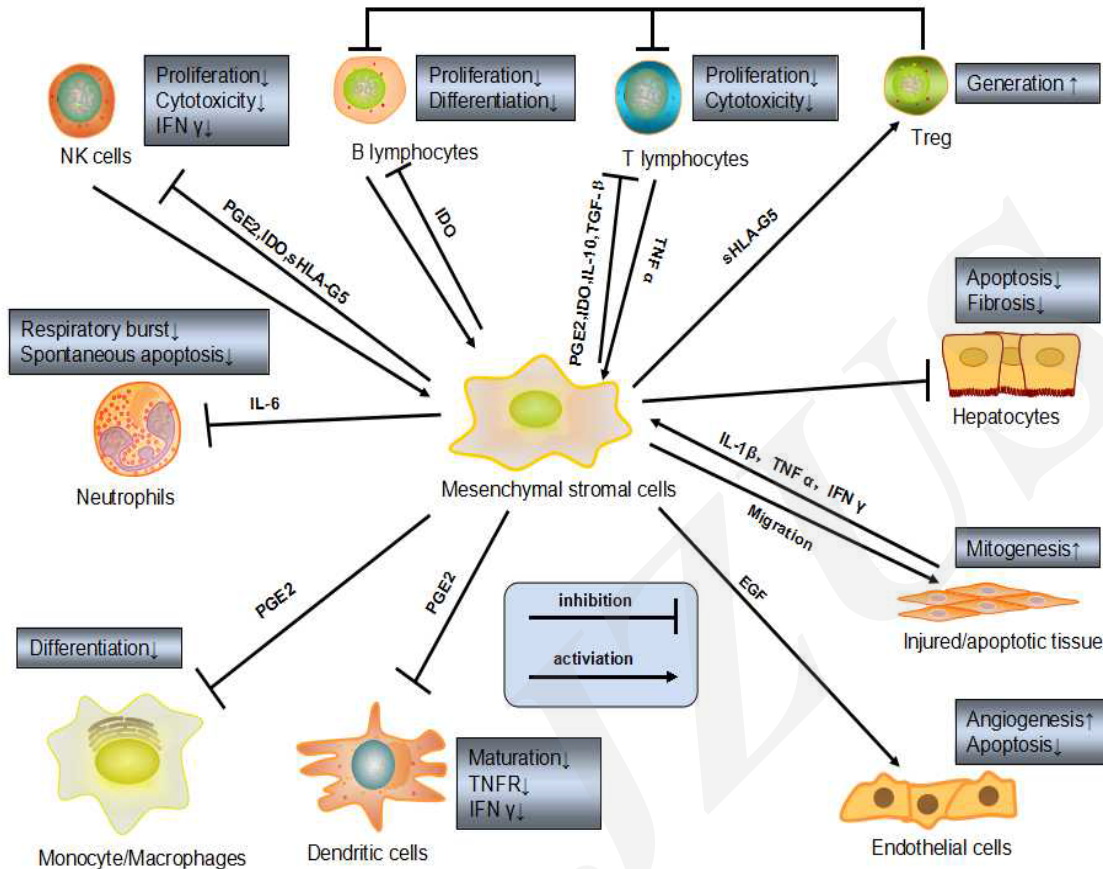 Proliferation↓
Cytotoxicity↓
IFN γ↓
NK cells
Proliferation↓
Differentiation↓
B lymphocytes
Proliferation↓
Cytotoxicity↓
T lymphocytes
Generation ↑
Treg
PGE2,IDO,sHLA-G5
IDO
PGE2,IDO,IL-10,TGF-β
TNF α
sHLA-G5
Respiratory burst↓
Spontaneous apoptosis↓
Neutrophils
IL-6
Apoptosis↓
Fibrosis↓
Hepatocytes
Mesenchymal stromal cells
IL-1β, TNF α, IFN γ
Migration
Mitogenesis↑
Injured/apoptotic tissue
PGE2
PGE2
EGF
inhibition
activiation
Differentiation↓
Monocyte/Macrophages
Maturation↓
TNFR↓
IFN γ↓
Dendritic cells
Angiogenesis↑
Apoptosis↓
Endothelial cells
JZUS